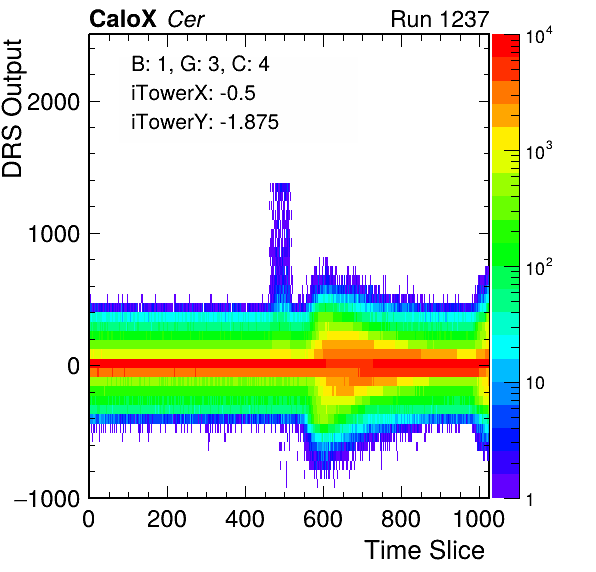 CaloX Cer Run 1237
B: 1, G: 3, C: 4
iTowerX: -0.5
iTowerY: -1.875
DRS Output
2000
1000
0
−1000
0 200 400 600 800 1000
Time Slice
10^4
10^3
10^2
10
1